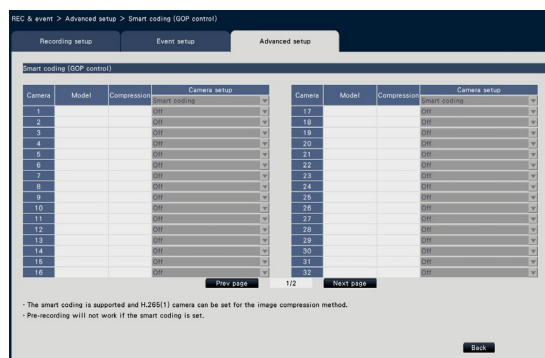 REC & event > Advanced setup > Smart coding (GOP control)
Recording setup Event setup Advanced setup
Smart coding (GOP control)
Camera Model Compression Camera setup Camera Model Compression Camera setup
Smart coding Smart coding
1 Off 17 Off
2 Off 18 Off
3 Off 19 Off
4 Off 20 Off
5 Off 21 Off
6 Off 22 Off
7 Off 23 Off
8 Off 24 Off
9 Off 25 Off
10 Off 26 Off
11 Off 27 Off
12 Off 28 Off
13 Off 29 Off
14 Off 30 Off
15 Off 31 Off
16 Off 32 Off
Prev page 1/2 Next page
・The smart coding is supported and H.265(1) camera can be set for the image compression method.
・Pre-recording will not work if the smart coding is set.
Back